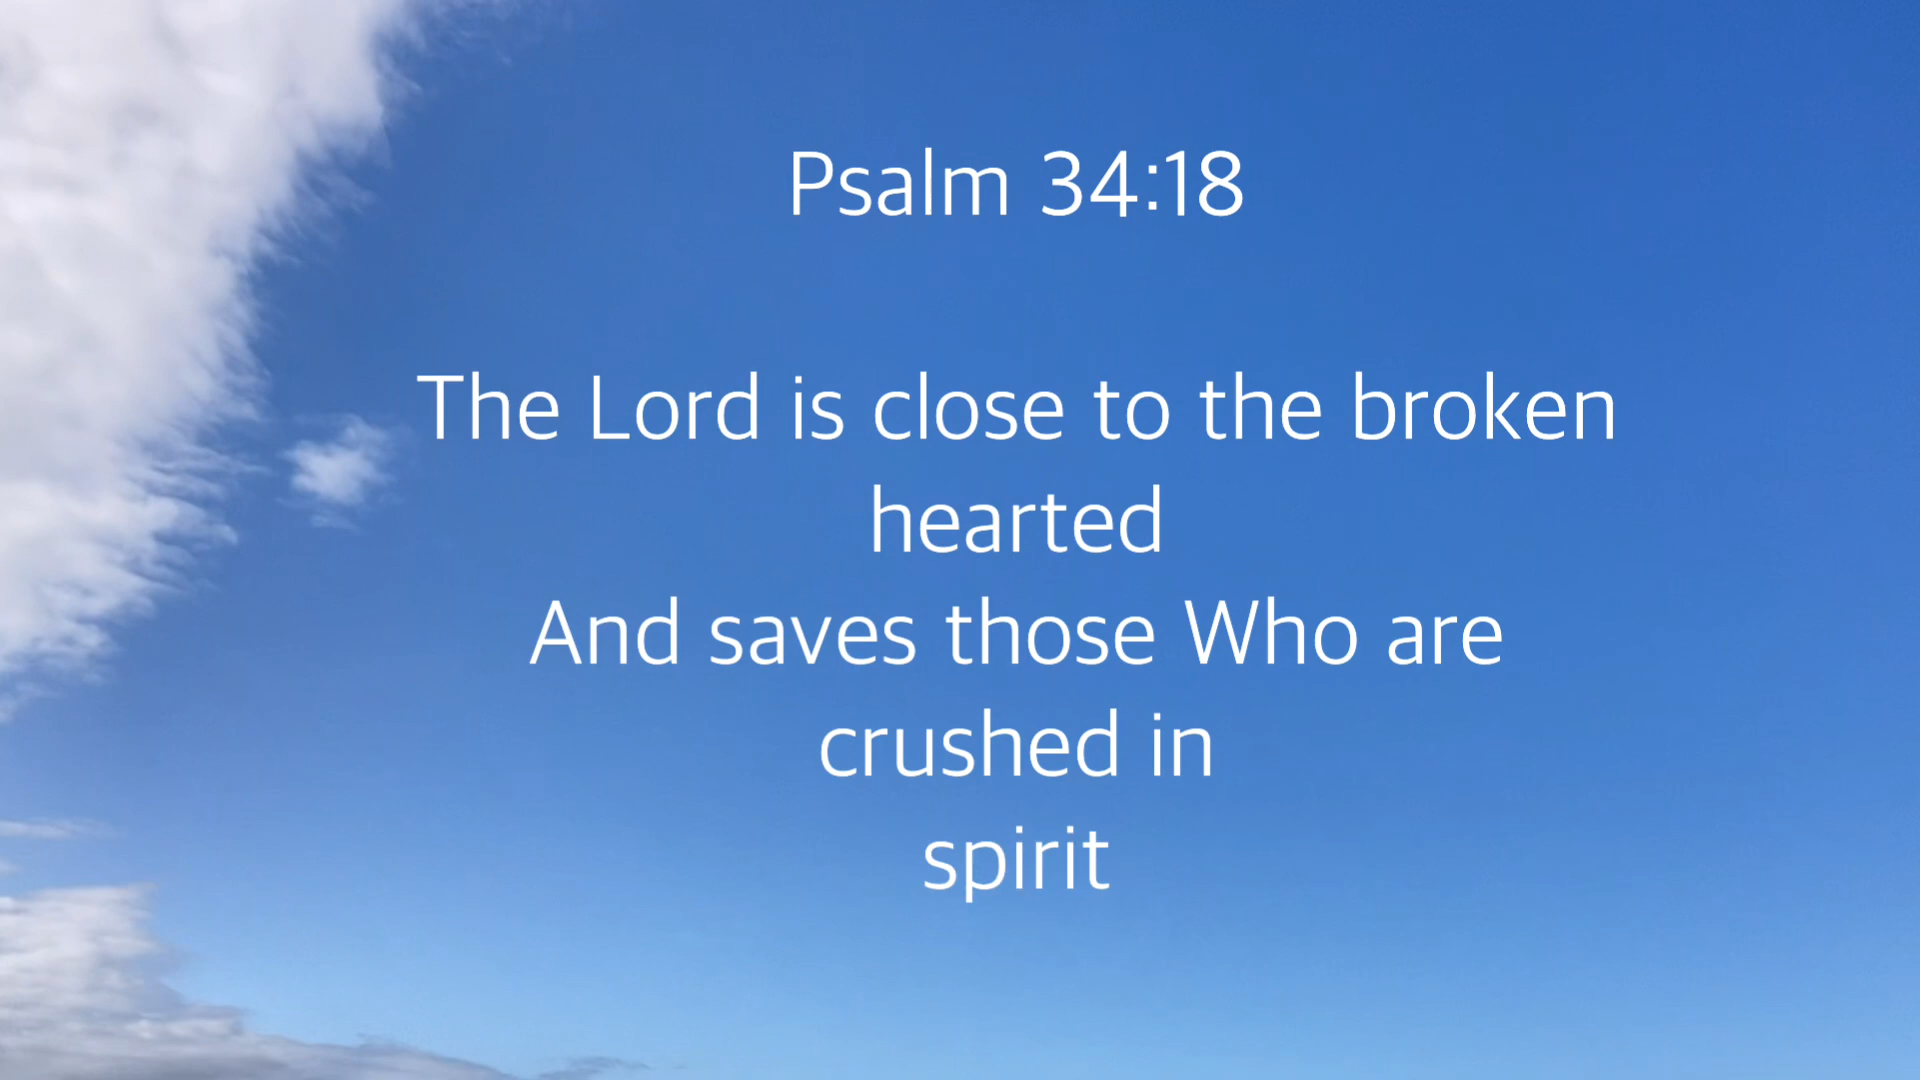 Psalm 34:18
The Lord is close to the broken
hearted
And saves those Who are
crushed in
spirit